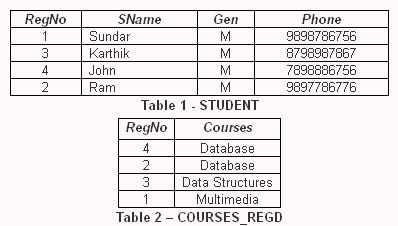 RegNo SName Gen Phone
1 Sundar M 9898786756
3 Karthik M 8798987867
4 John M 7898886756
2 Ram M 9897786776
Table 1 - STUDENT
RegNo Courses
4 Database
2 Database
3 Data Structures
1 Multimedia
Table 2 – COURSES_REGD